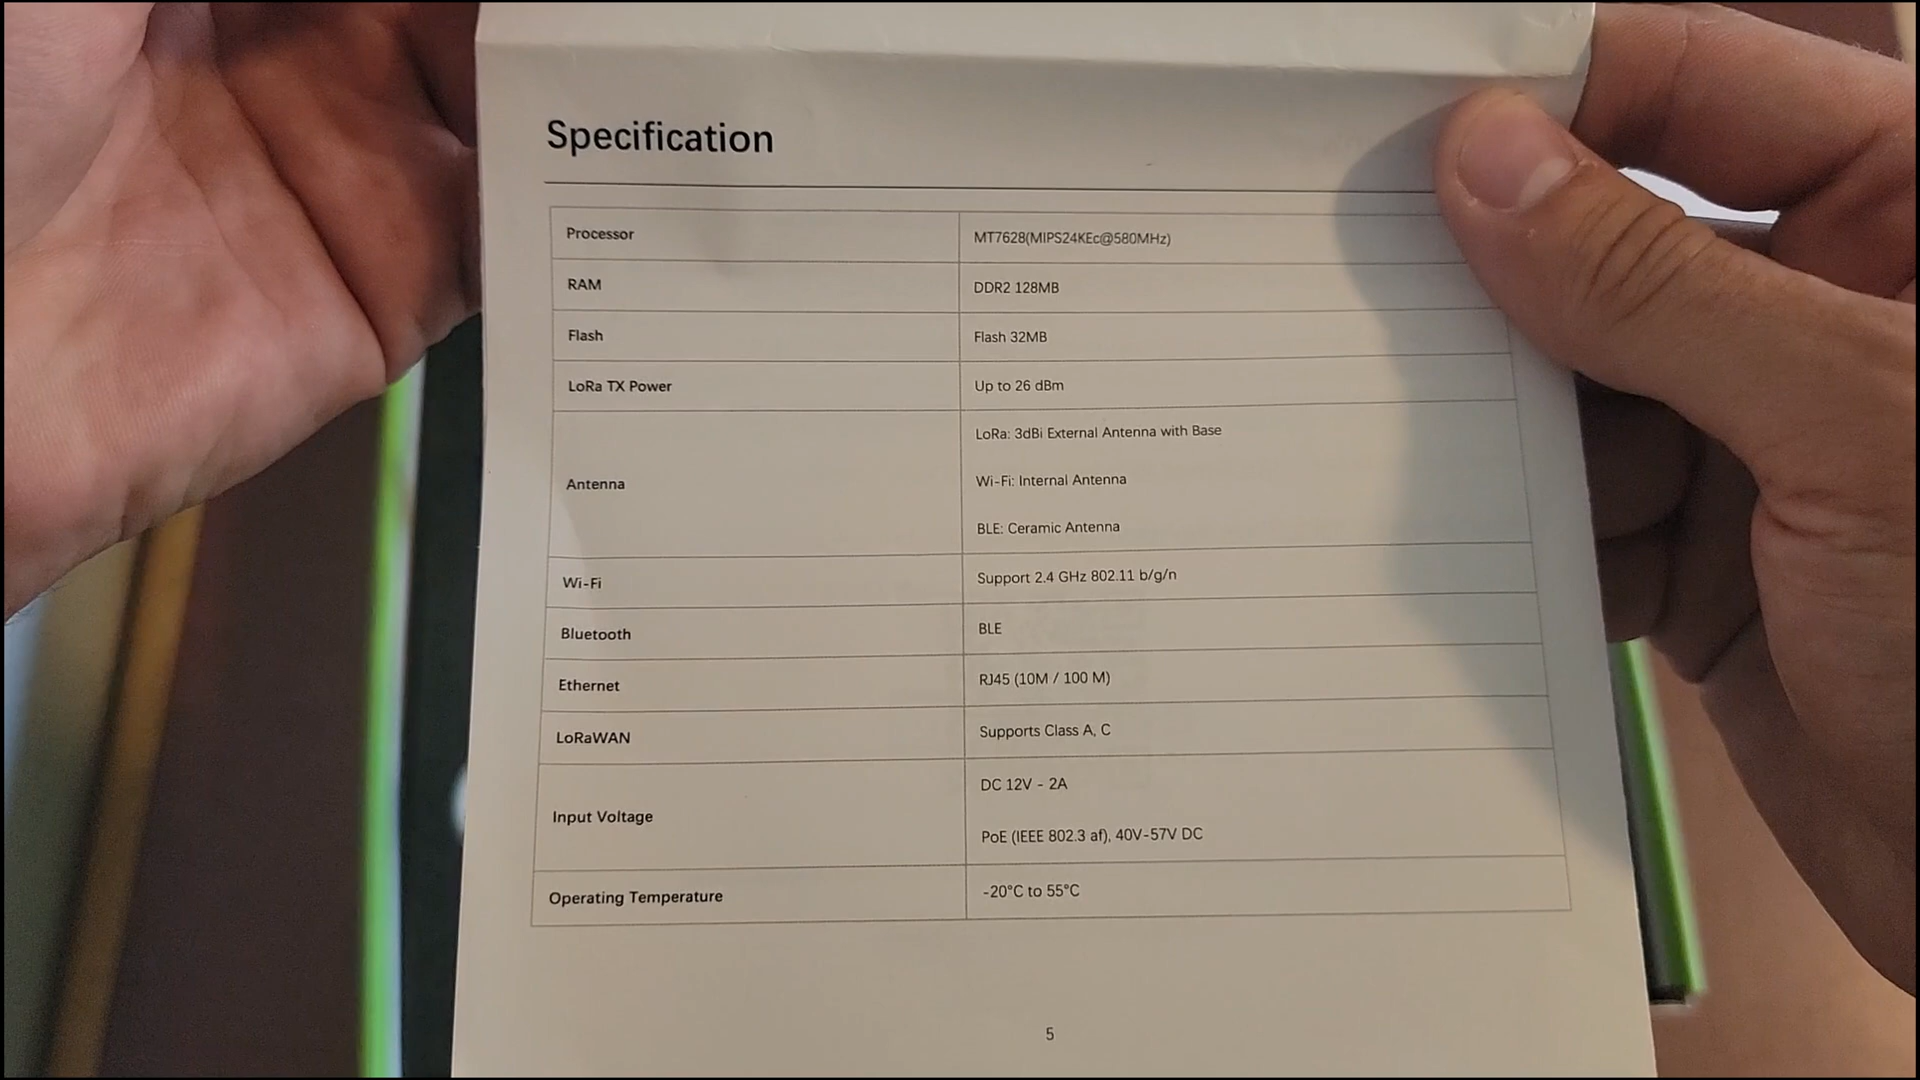 Specification
Processor MT7628(MIPS24KEc@580MHz)
RAM DDR2 128MB
Flash Flash 32MB
LoRa TX Power Up to 26 dBm
Antenna
LoRa: 3dBi External Antenna with Base
Wi-Fi: Internal Antenna
BLE: Ceramic Antenna
Wi-Fi Support 2.4 GHz 802.11 b/g/n
Bluetooth BLE
Ethernet RJ45 (10M / 100 M)
LoRaWAN Supports Class A, C
Input Voltage
DC 12V - 2A
PoE (IEEE 802.3 af), 40V-57V DC
Operating Temperature -20°C to 55°C
5